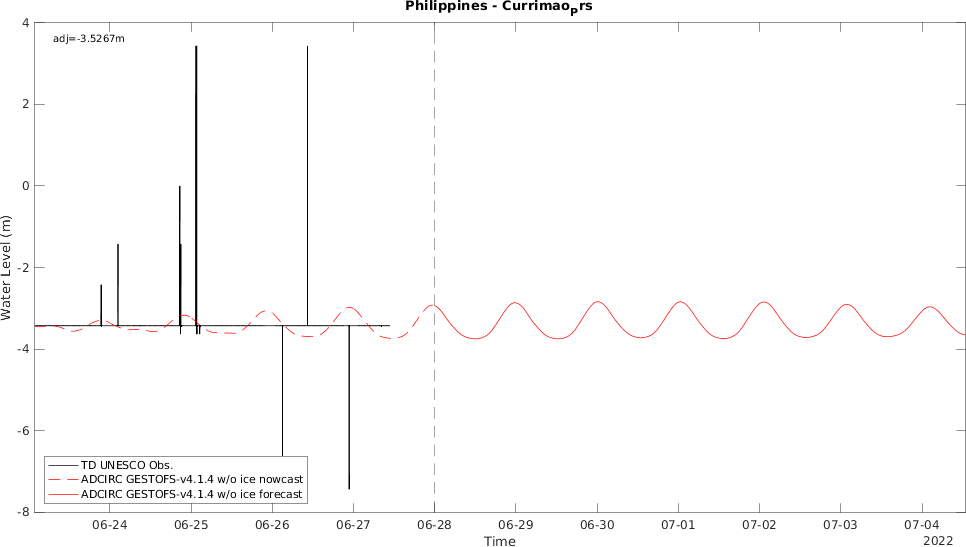 Philippines - Currimao_prs
adj=-3.5267m
4
2
0
-2
-4
-6
-8
Water Level (m)
TD UNESCO Obs.
ADCIRC GESTOFS-v4.1.4 w/o ice nowcast
ADCIRC GESTOFS-v4.1.4 w/o ice forecast
06-24 06-25 06-26 06-27 06-28 06-29 06-30 07-01 07-02 07-03 07-04
Time
2022